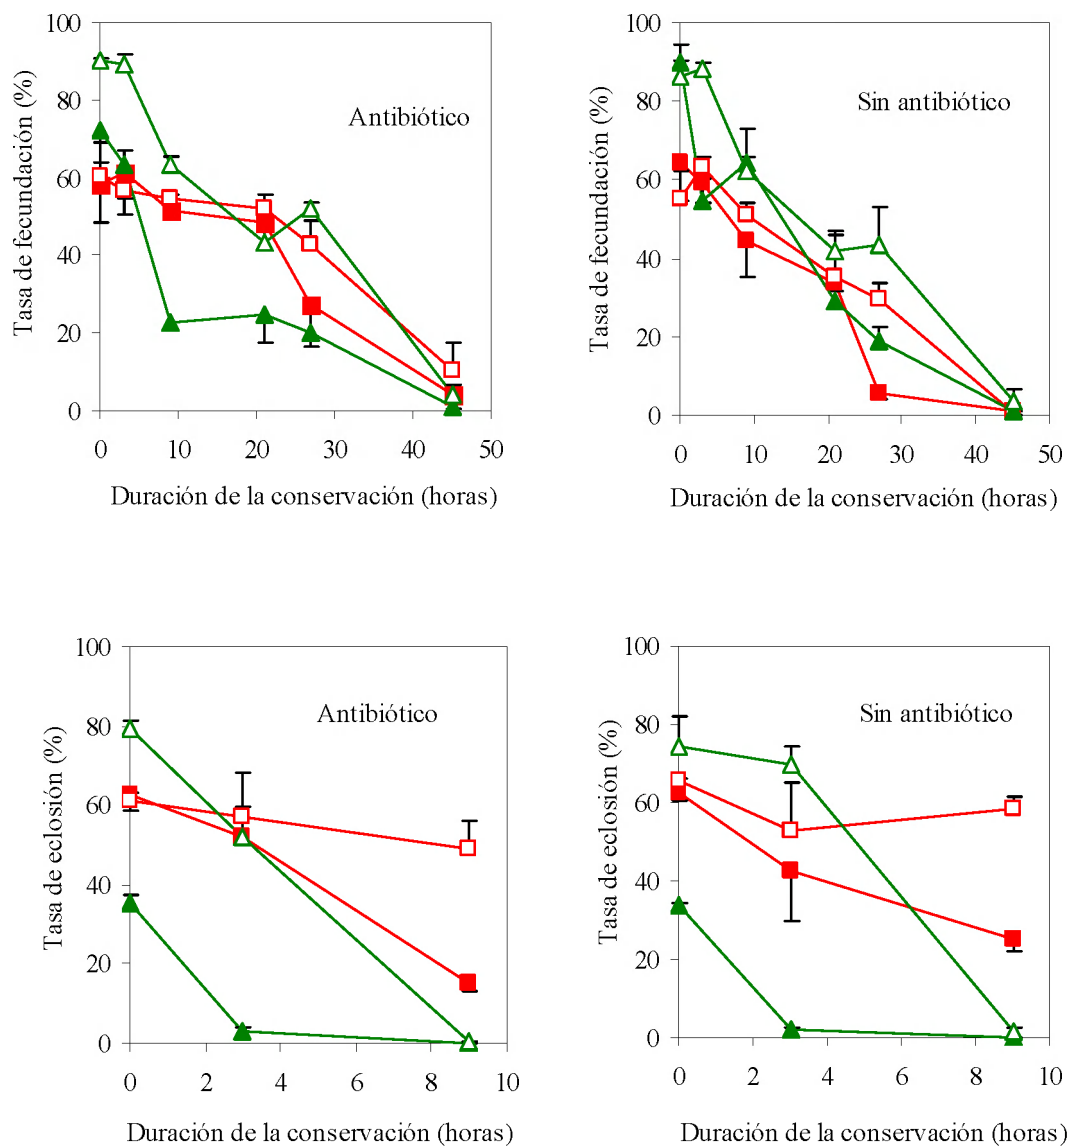 100
80
60
40
20
0
Tasa de fecundación (%)
Antibiótico
0 10 20 30 40 50
Duración de la conservación (horas)
100
80
60
40
20
0
Tasa de fecundación (%)
Sin antibiótico
0 10 20 30 40 50
Duración de la conservación (horas)
100
80
60
40
20
0
Tasa de eclosión (%)
Antibiótico
0 2 4 6 8 10
Duración de la conservación (horas)
100
80
60
40
20
0
Tasa de eclosión (%)
Sin antibiótico
0 2 4 6 8 10
Duración de la conservación (horas)